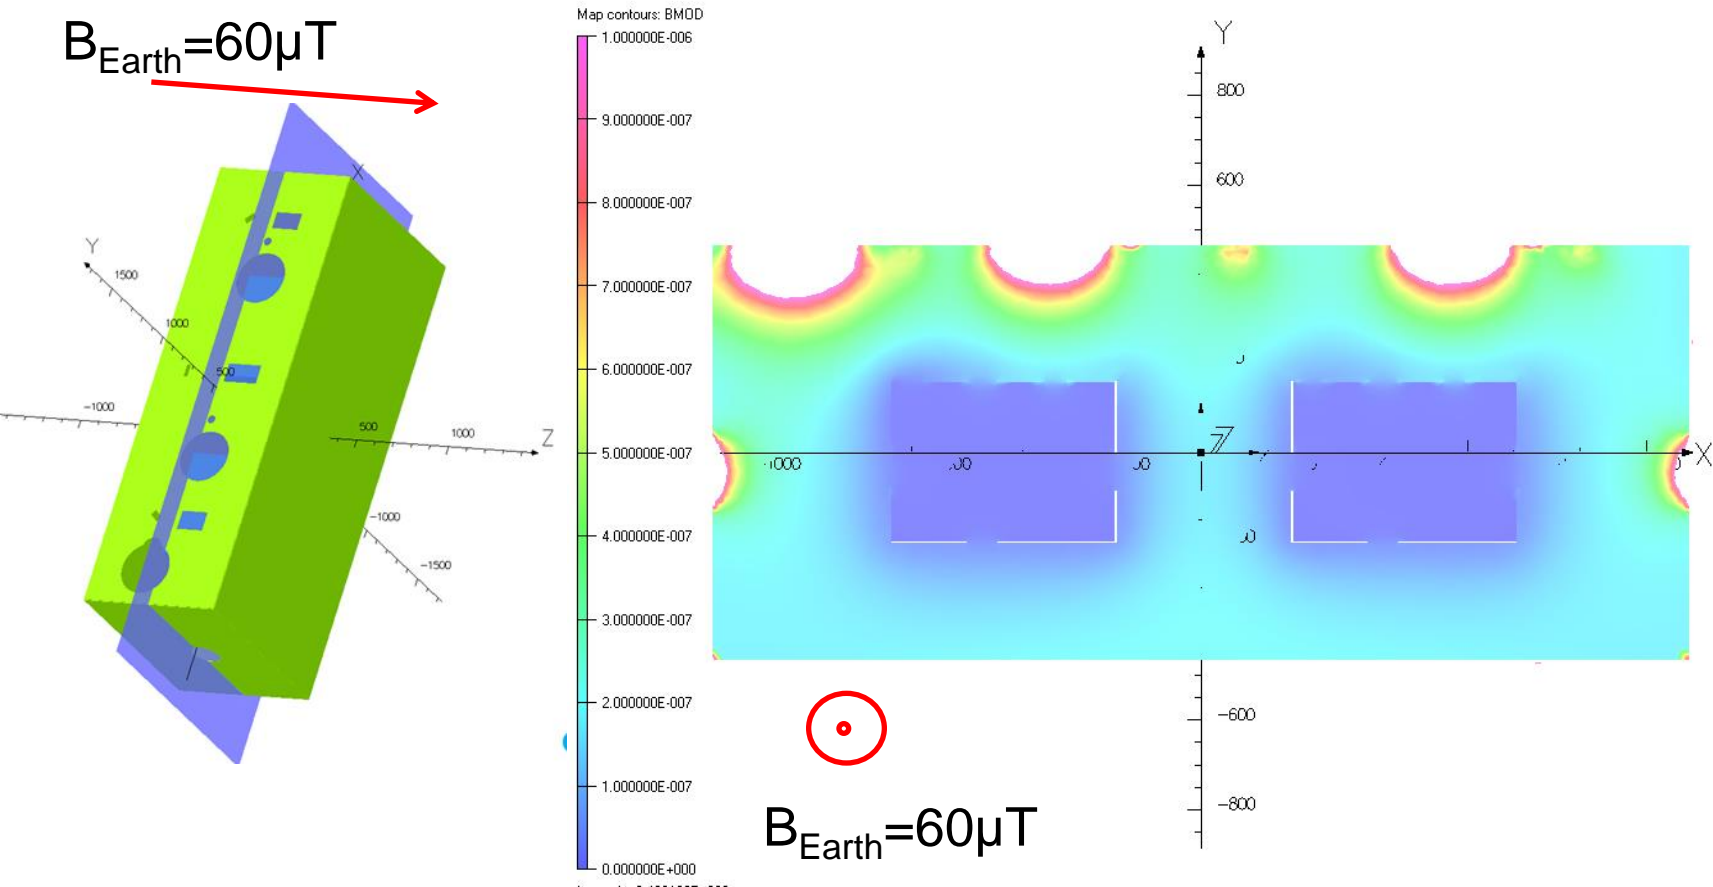 B_Earth=60µT
X
Y
1500
1000
500
-1000
500
1000
Z
-1000
-1500
Map contours: BMOD
1.000000E-006
9.000000E-007
8.000000E-007
7.000000E-007
6.000000E-007
5.000000E-007
4.000000E-007
3.000000E-007
2.000000E-007
1.000000E-007
0.000000E+000
Y
800
600
Z
X
-600
-800
B_Earth=60µT